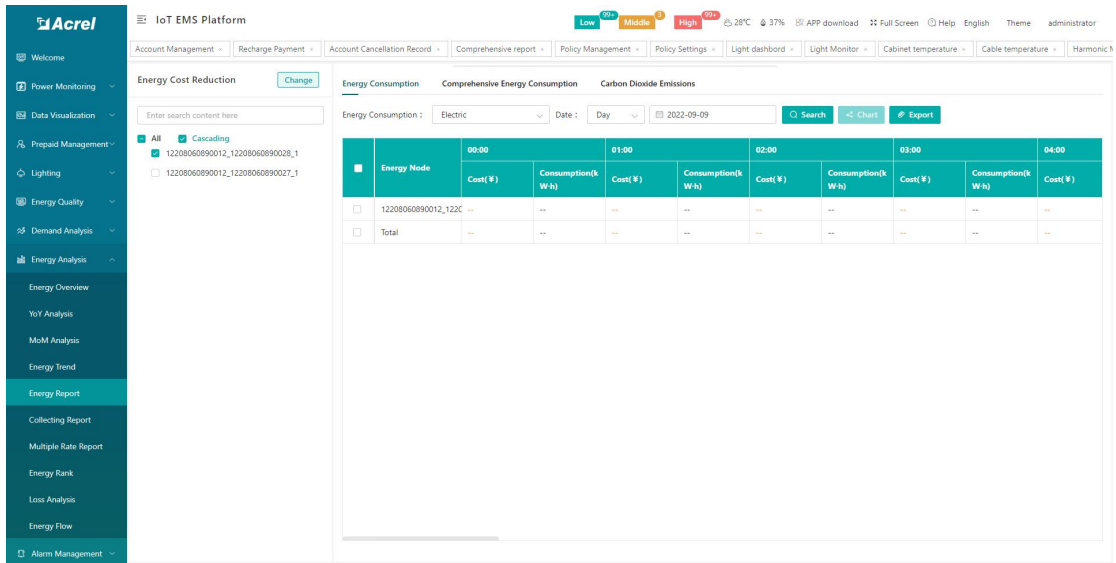 Acrel
IoT EMS Platform
Low 99+ Middle 3 High 99+ 28℃ 37% APP download Full Screen Help English Theme administrator
Account Management × Recharge Payment × Account Cancellation Record × Comprehensive report × Policy Management × Policy Settings × Light dashbord × Light Monitor × Cabinet temperature × Cable temperature × Harmonic
Welcome
Power Monitoring
Data Visualization
Prepaid Management
Lighting
Energy Quality
Demand Analysis
Energy Analysis
Energy Overview
YoY Analysis
MoM Analysis
Energy Trend
Energy Report
Collecting Report
Multiple Rate Report
Energy Rank
Loss Analysis
Energy Flow
Alarm Management
Energy Cost Reduction Change
Enter search content here
All Cascading
12208060890012_12208060890028_1
12208060890012_12208060890027_1
Energy Consumption Comprehensive Energy Consumption Carbon Dioxide Emissions
Energy Consumption : Electric Date : Day 2022-09-09 Search Chart Export
Energy Node 00:00 01:00 02:00 03:00 04:00
Cost(¥) Consumption(k Cost(¥) Consumption(k Cost(¥) Consumption(k Cost(¥) Consumption(k Cost(¥)
W·h) W·h) W·h) W·h)
12208060890012_1220 -- -- -- -- -- -- -- -- --
Total -- -- -- -- -- -- -- -- --